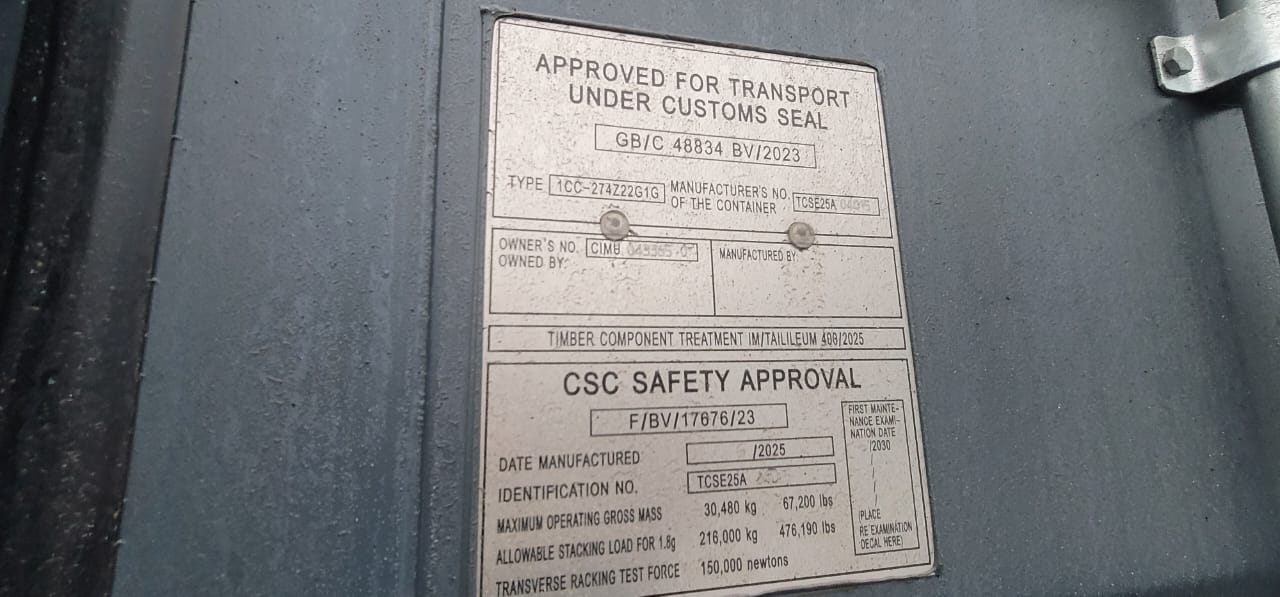 APPROVED FOR TRANSPORT
UNDER CUSTOMS SEAL
GB/C 48834 BV/2023
TYPE 1CC-274Z22G1G MANUFACTURER'S NO. OF THE CONTAINER TCSE25A
OWNER'S NO. CIMU
OWNED BY:
MANUFACTURED BY:
TIMBER COMPONENT TREATMENT IM/TAILILEUM 408/2025
CSC SAFETY APPROVAL
F/BV/17676/23
DATE MANUFACTURED /2025
IDENTIFICATION NO. TCSE25A
MAXIMUM OPERATING GROSS MASS 30,480 kg 67,200 lbs
ALLOWABLE STACKING LOAD FOR 1.8g 216,000 kg 476,190 lbs
TRANSVERSE RACKING TEST FORCE 150,000 newtons
FIRST MAINTE-
NANCE EXAMI-
NATION DATE
/2030
/
/
/
(PLACE
RE EXAMINATION
DECAL HERE)